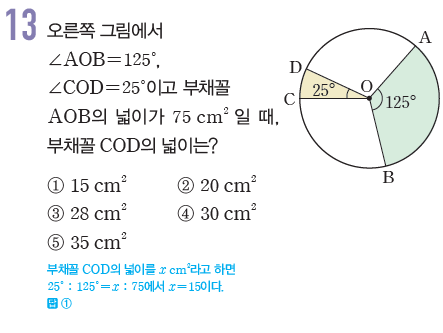 13 오른쪽 그림에서
∠AOB=125°,
∠COD=25°이고 부채꼴
AOB의 넓이가 75 cm² 일 때,
부채꼴 COD의 넓이는?
① 15 cm² ② 20 cm²
③ 28 cm² ④ 30 cm²
⑤ 35 cm²
부채꼴 COD의 넓이를 x cm²라고 하면
25° : 125°=x : 75에서 x=15이다.
답 ①
A
D
O
25°
C
125°
B